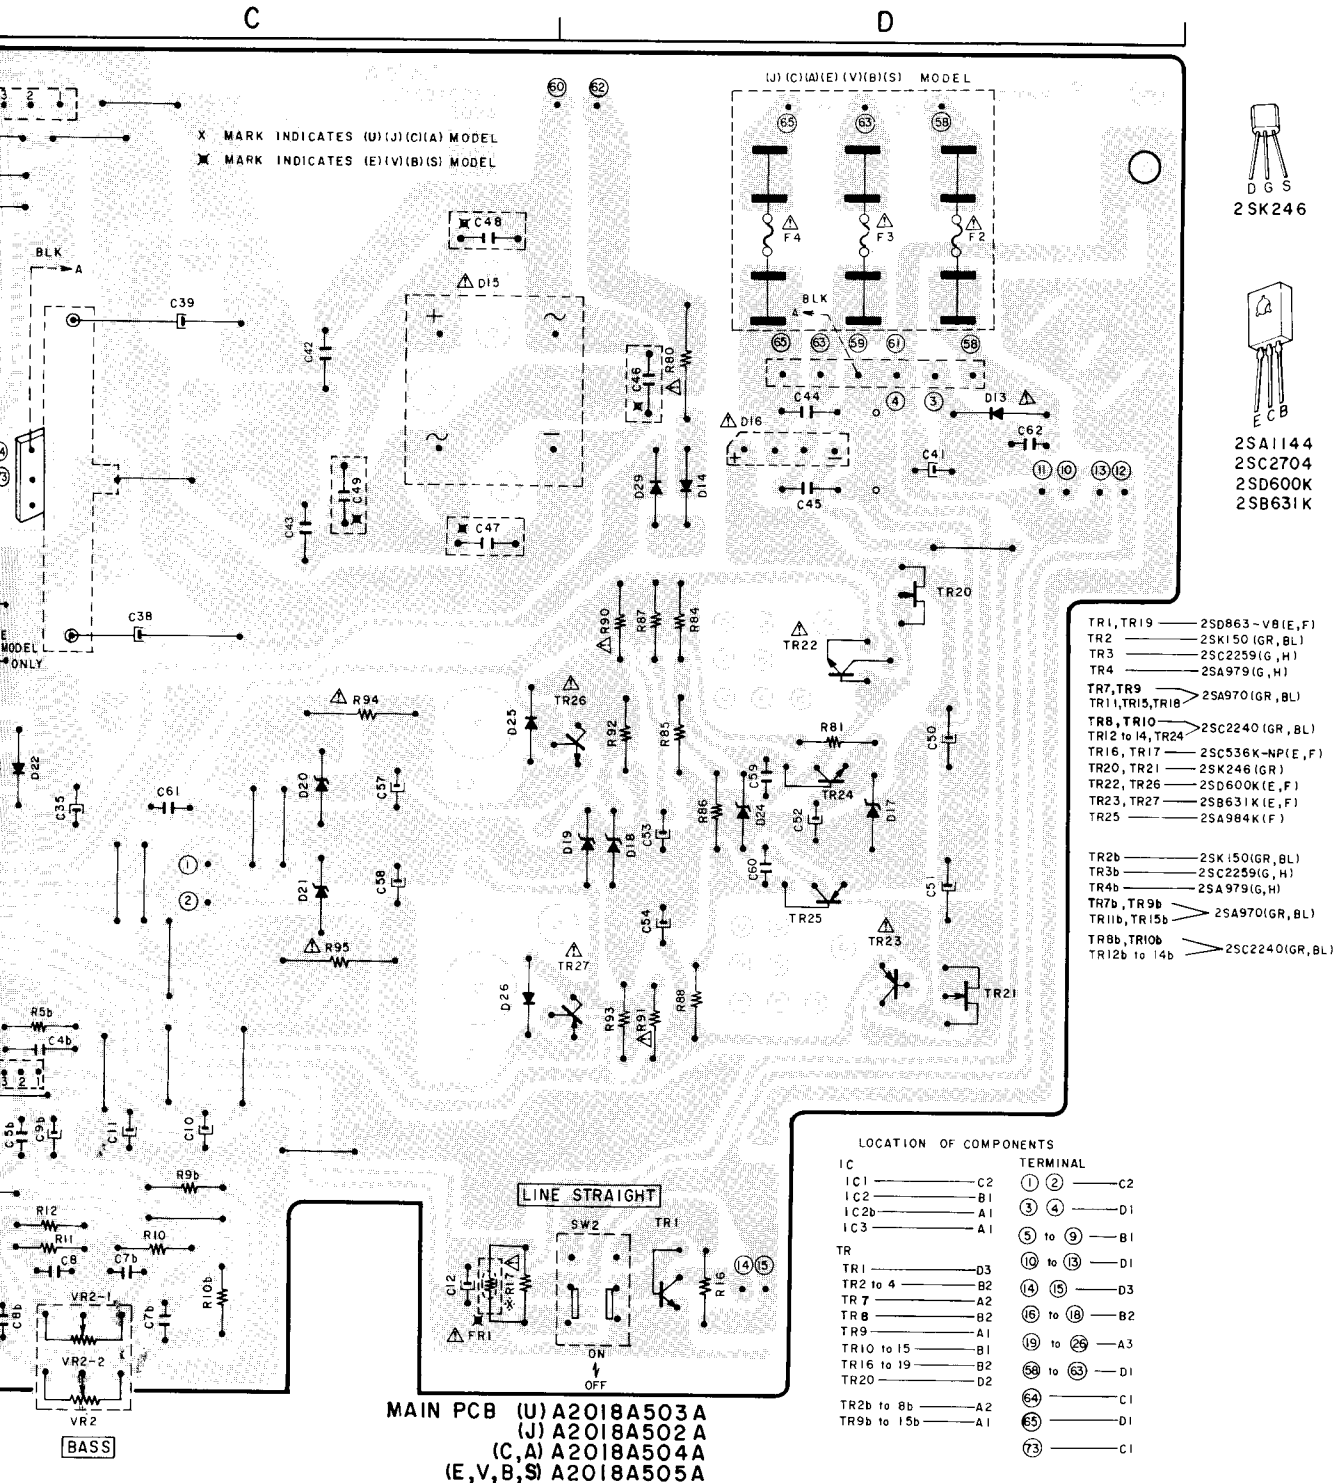 C
D
(J)(C)(A)(E)(V)(B)(S) MODEL
3 2 1
60 62
65 63 58
X MARK INDICATES (U)(J)(C)(A) MODEL
MARK INDICATES (E)(V)(B)(S) MODEL
D G S
2SK246
C48
F4 F3 F2
BLK
A
D15
C39
BLK
A
C42
C46
R80
65 63 59 61 58
C44
4 3
D13
D16
C62
E C B
2SA1144
2SC2704
2SD600K
2SB631K
C41
11 10 13 12
C49
D29
D14
C45
C43
C47
TR20
C38
R90
R87
R84
TR22
MODEL
ONLY
TR1, TR19 2SD863-VB(E,F)
TR2 2SK150(GR,BL)
TR3 2SC2259(G,H)
TR4 2SA979(G,H)
TR7, TR9
TR11, TR15, TR18 2SA970(GR,BL)
TR8, TR10
TR12 to 14, TR24 2SC2240(GR,BL)
TR16, TR17 2SC536K-NP(E,F)
TR20, TR21 2SK246(GR)
TR22, TR26 2SD600K(E,F)
TR23, TR27 2SB631K(E,F)
TR25 2SA984K(F)
TR2b 2SK150(GR,BL)
TR3b 2SC2259(G,H)
TR4b 2SA979(G,H)
TR7b, TR9b
TR11b, TR15b 2SA970(GR,BL)
TR8b, TR10b
TR12b to 14b 2SC2240(GR,BL)
R94
D25
TR26
R92
R85
R81
C50
D22
C35
C61
D20
C57
C59
TR24
R86
D24
C52
D17
D19
D18
C53
1
2
D21
C58
C60
C51
TR25
C54
TR23
R95
TR27
D26
R93
R91
R88
TR21
R5b
C4b
3 2 1
C5b
C9b
C11
C10
R9b
R12
R11
R10
C8
C7b
VR2-1
C8b
C7b
R10b
VR2-2
VR2
BASS
LINE STRAIGHT
SW2
TR1
C12
R17
R16
14 15
FR1
ON
OFF
LOCATION OF COMPONENTS
IC
IC1 C2
IC2 B1
IC2b A1
IC3 A1
TR
TR1 D3
TR2 to 4 B2
TR7 A2
TR8 B2
TR9 A1
TR10 to 15 B1
TR16 to 19 B2
TR20 D2
TR2b to 8b A2
TR9b to 15b A1
TERMINAL
1 2 C2
3 4 D1
5 to 9 B1
10 to 13 D1
14 15 D3
16 to 18 B2
19 to 26 A3
58 to 63 D1
64 C1
65 D1
73 C1
MAIN PCB (U) A2018A503A
(J) A2018A502A
(C,A) A2018A504A
(E,V,B,S) A2018A505A